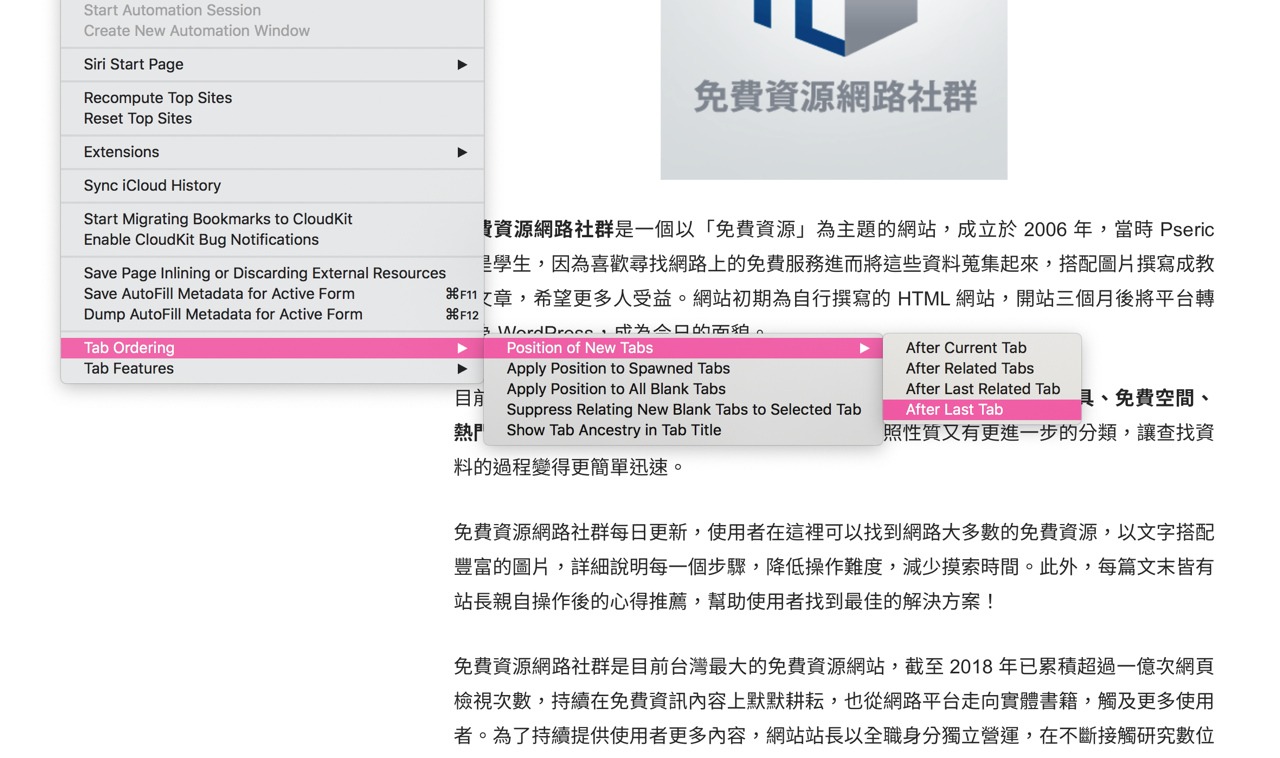 Start Automation Session
Create New Automation Window
Siri Start Page
Recompute Top Sites
Reset Top Sites
Extensions
Sync iCloud History
Start Migrating Bookmarks to CloudKit
Enable CloudKit Bug Notifications
Save Page Inlining or Discarding External Resources
Save AutoFill Metadata for Active Form ⌘F11
Dump AutoFill Metadata for Active Form ⌘F12
Tab Ordering
Tab Features
Position of New Tabs
Apply Position to Spawned Tabs
Apply Position to All Blank Tabs
Suppress Relating New Blank Tabs to Selected Tab
Show Tab Ancestry in Tab Title
After Current Tab
After Related Tabs
After Last Related Tab
After Last Tab
免費資源網路社群
費資源網路社群是一個以「免費資源」為主題的網站，成立於 2006 年，當時 Pseric
是學生，因為喜歡尋找網路上的免費服務進而將這些資料蒐集起來，搭配圖片撰寫成教
文章，希望更多人受益。網站初期為自行撰寫的 HTML 網站，開站三個月後將平台轉
WordPress，成為今日的面貌。
目前
具、免費空間、
熱門
照性質又有更進一步的分類，讓查找資
料的過程變得更簡單迅速。
免費資源網路社群每日更新，使用者在這裡可以找到網路大多數的免費資源，以文字搭配
豐富的圖片，詳細說明每一個步驟，降低操作難度，減少摸索時間。此外，每篇文末皆有
站長親自操作後的心得推薦，幫助使用者找到最佳的解決方案！
免費資源網路社群是目前台灣最大的免費資源網站，截至 2018 年已累積超過一億次網頁
檢視次數，持續在免費資訊內容上默默耕耘，也從網路平台走向實體書籍，觸及更多使用
者。為了持續提供使用者更多內容，網站站長以全職身分獨立營運，在不斷接觸研究數位